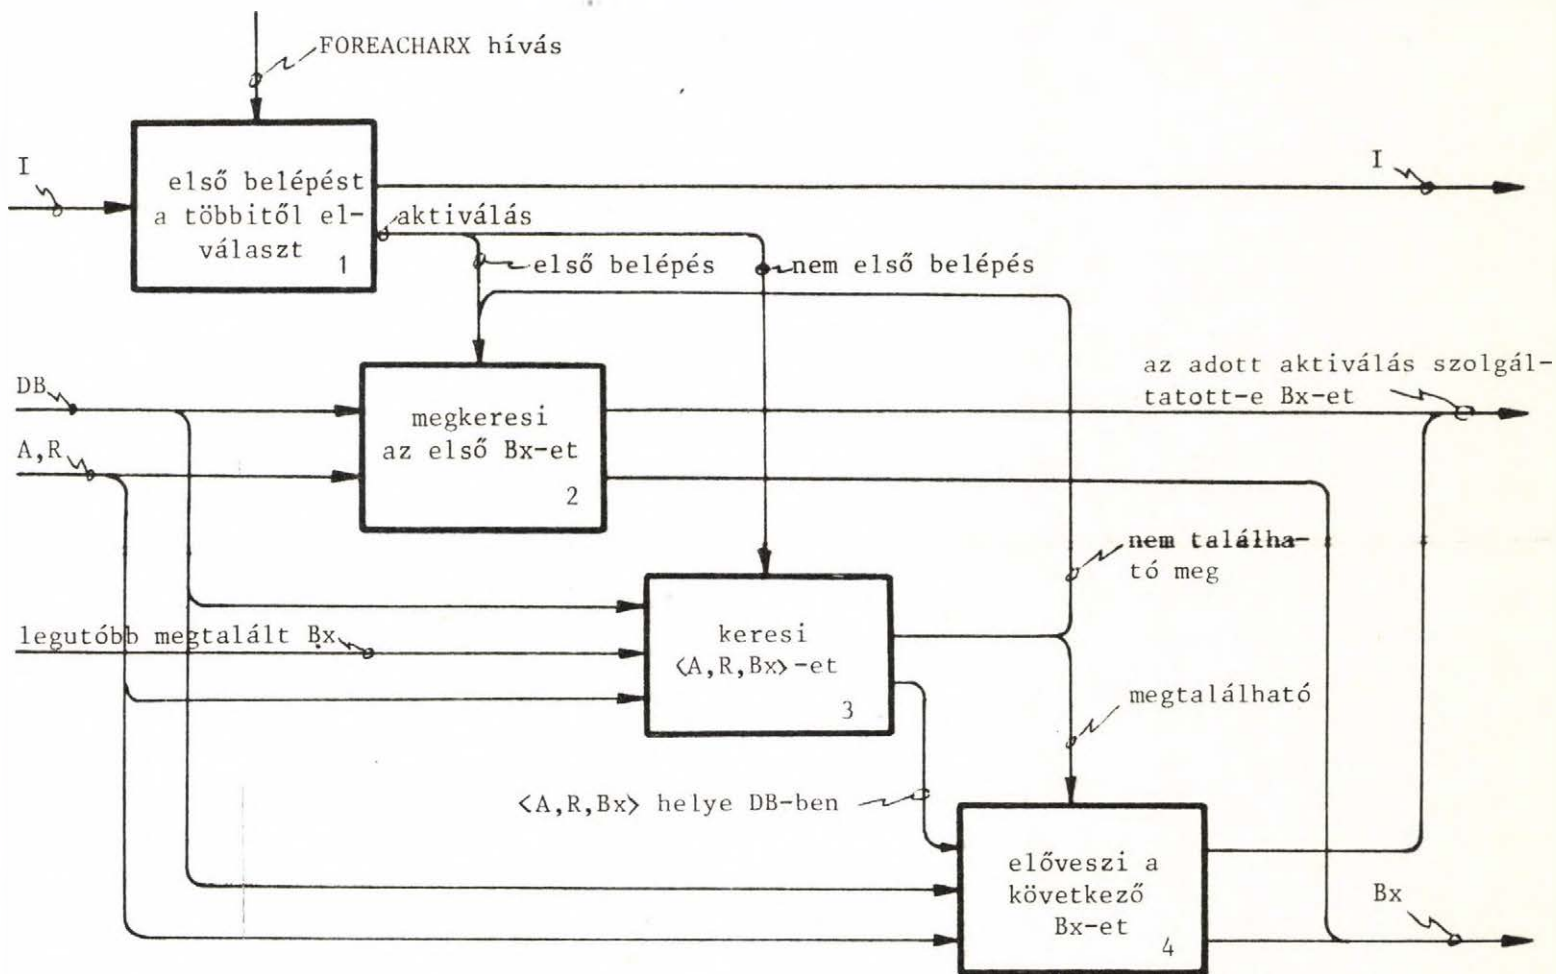 FOREACHARX hívás
I
első belépést
a többitől el-
választ
1
I
aktiválás
első belépés
nem első belépés
DB
A,R
megkeresi
az első Bx-et
2
az adott aktiválás szolgál-
tatott-e Bx-et
nem találha-
tó meg
legutóbb megtalált Bx
keresi
<A,R,Bx>-et
3
megtalálható
<A,R,Bx> helye DB-ben
előveszi a
következő
Bx-et
4
Bx